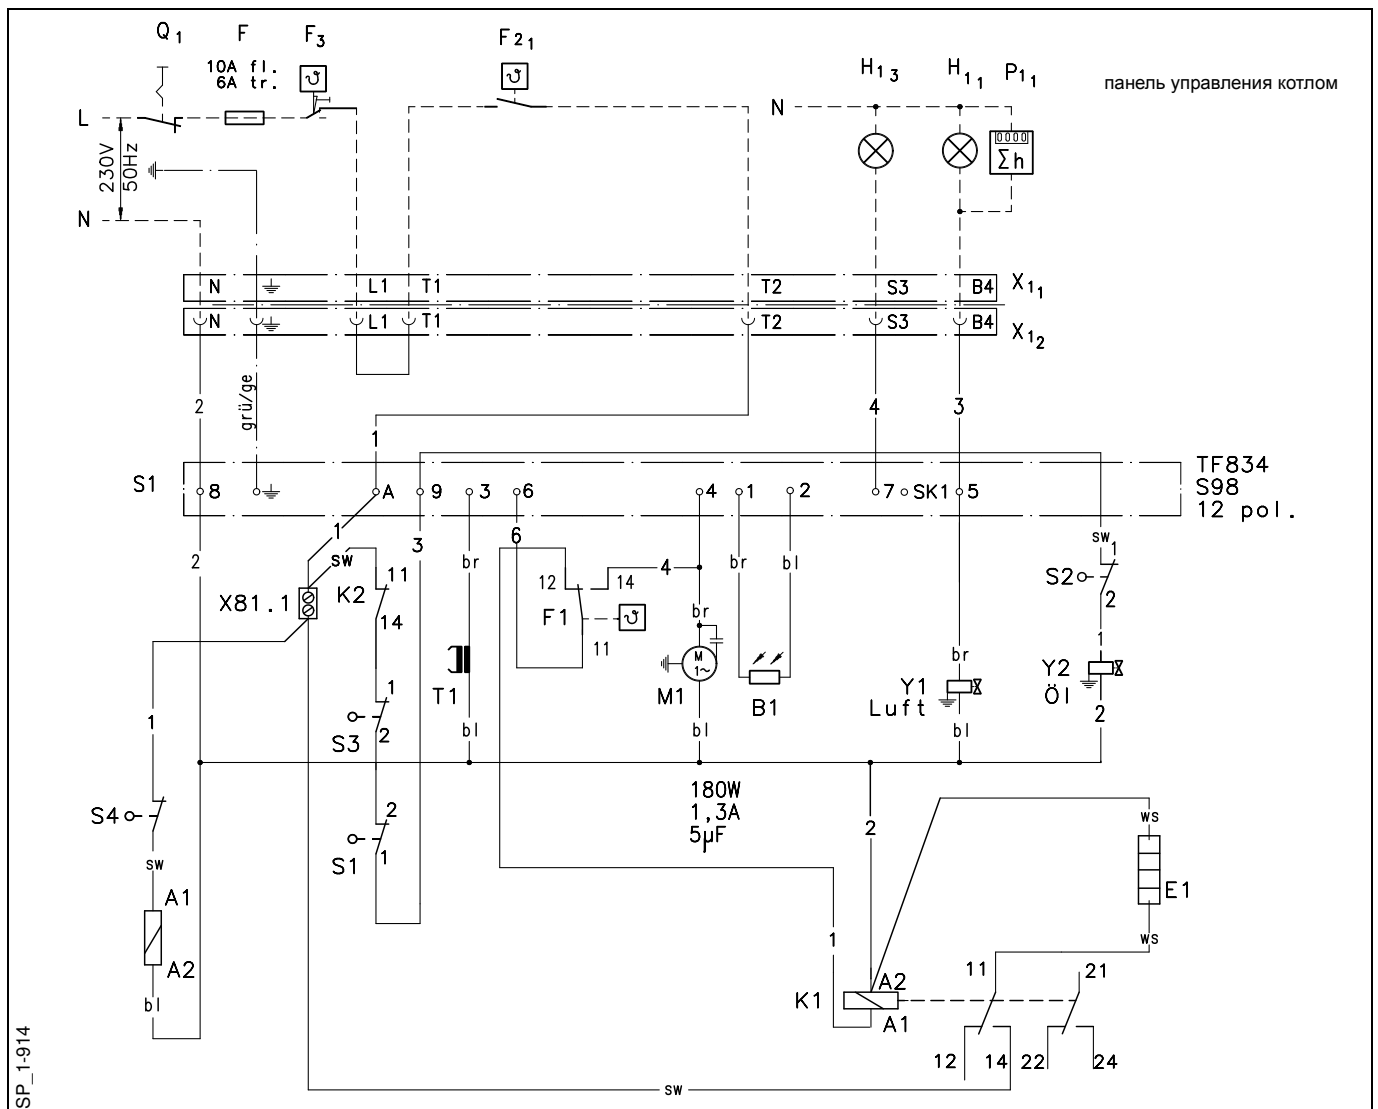 Q1 F F3 F21 H13 H11 P11
панель управления котлом
10A fl.
6A tr.
ϑ ϑ
L N
0000
Σh
230V
50Hz
N
N L1 T1 T2 S3 B4 X11
N L1 T1 T2 S3 B4 X12
2 grü/ge 4 3
1
TF834
S98
12 pol.
S1 8 A 9 3 6 4 1 2 7 SK1 5
1 3 6 sw 1
2 sw br br bl
11 12 14 4 S2
X81.1 K2 2
14 F1 ϑ br
11 1
M
1~
br Y2
Öl
T1 M1 B1 Y1
Luft
1 1 2
S3 2 bl bl bl
180W
1,3A
5µF
S4 2 2 ws
S1 1
sw
A1 E1
A2 1 ws
11 21
bl K1 A2
A1
12 14 22 24
sw
SP_1-914